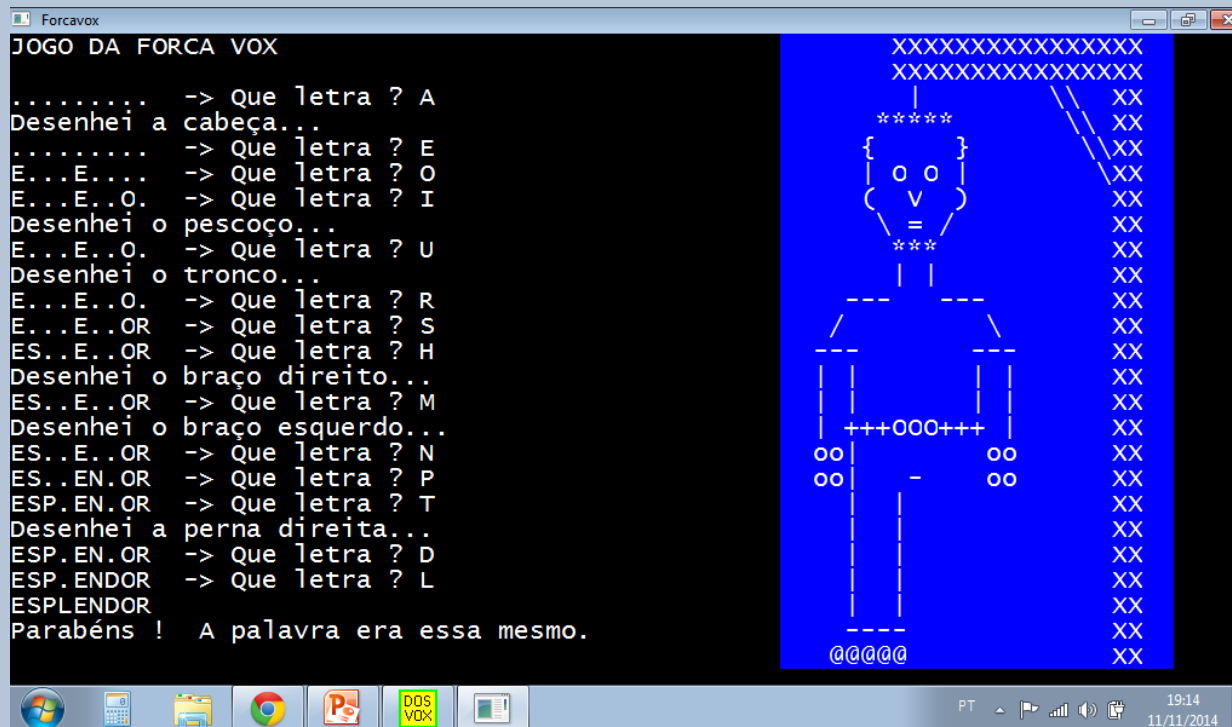 Forcavox
JOGO DA FORCA VOX
.........  -> Que letra ? A
Desenhei a cabeça...
.........  -> Que letra ? E
E...E....  -> Que letra ? O
E...E..O.  -> Que letra ? I
Desenhei o pescoço...
E...E..O.  -> Que letra ? U
Desenhei o tronco...
E...E..O.  -> Que letra ? R
E...E..OR  -> Que letra ? S
ES..E..OR  -> Que letra ? H
Desenhei o braço direito...
ES..E..OR  -> Que letra ? M
Desenhei o braço esquerdo...
ES..E..OR  -> Que letra ? N
ES..EN.OR  -> Que letra ? P
ESP.EN.OR  -> Que letra ? T
Desenhei a perna direita...
ESP.EN.OR  -> Que letra ? D
ESP.ENDOR  -> Que letra ? L
ESPLENDOR
Parabéns !  A palavra era essa mesmo.
DOS
VOX
PT
19:14
11/11/2014